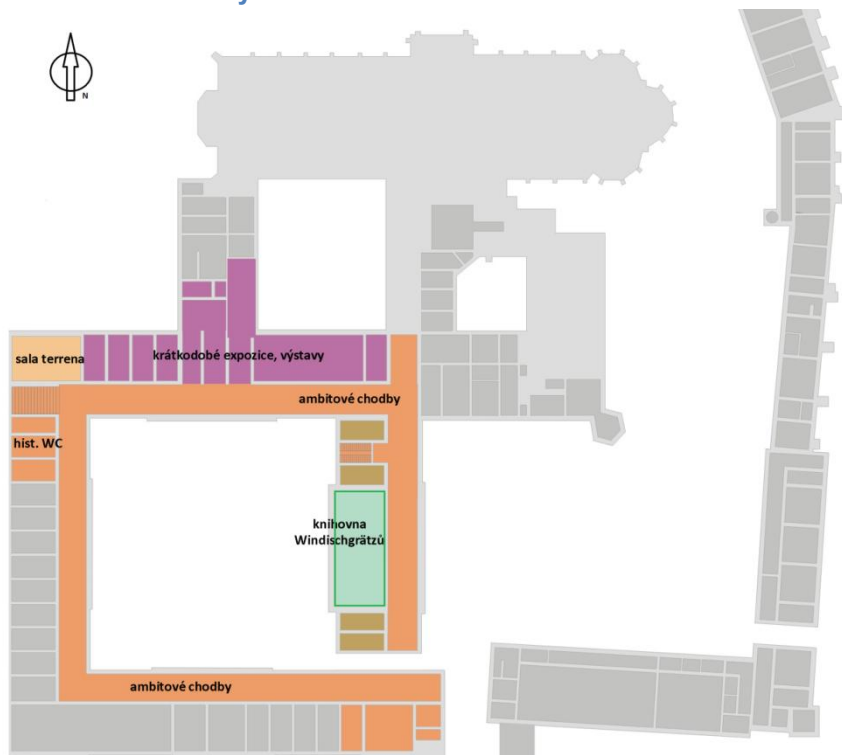 N
sala terrena
krátkodobé expozice, výstavy
ambitové chodby
hist. WC
knihovna
Windischgrätzů
ambitové chodby